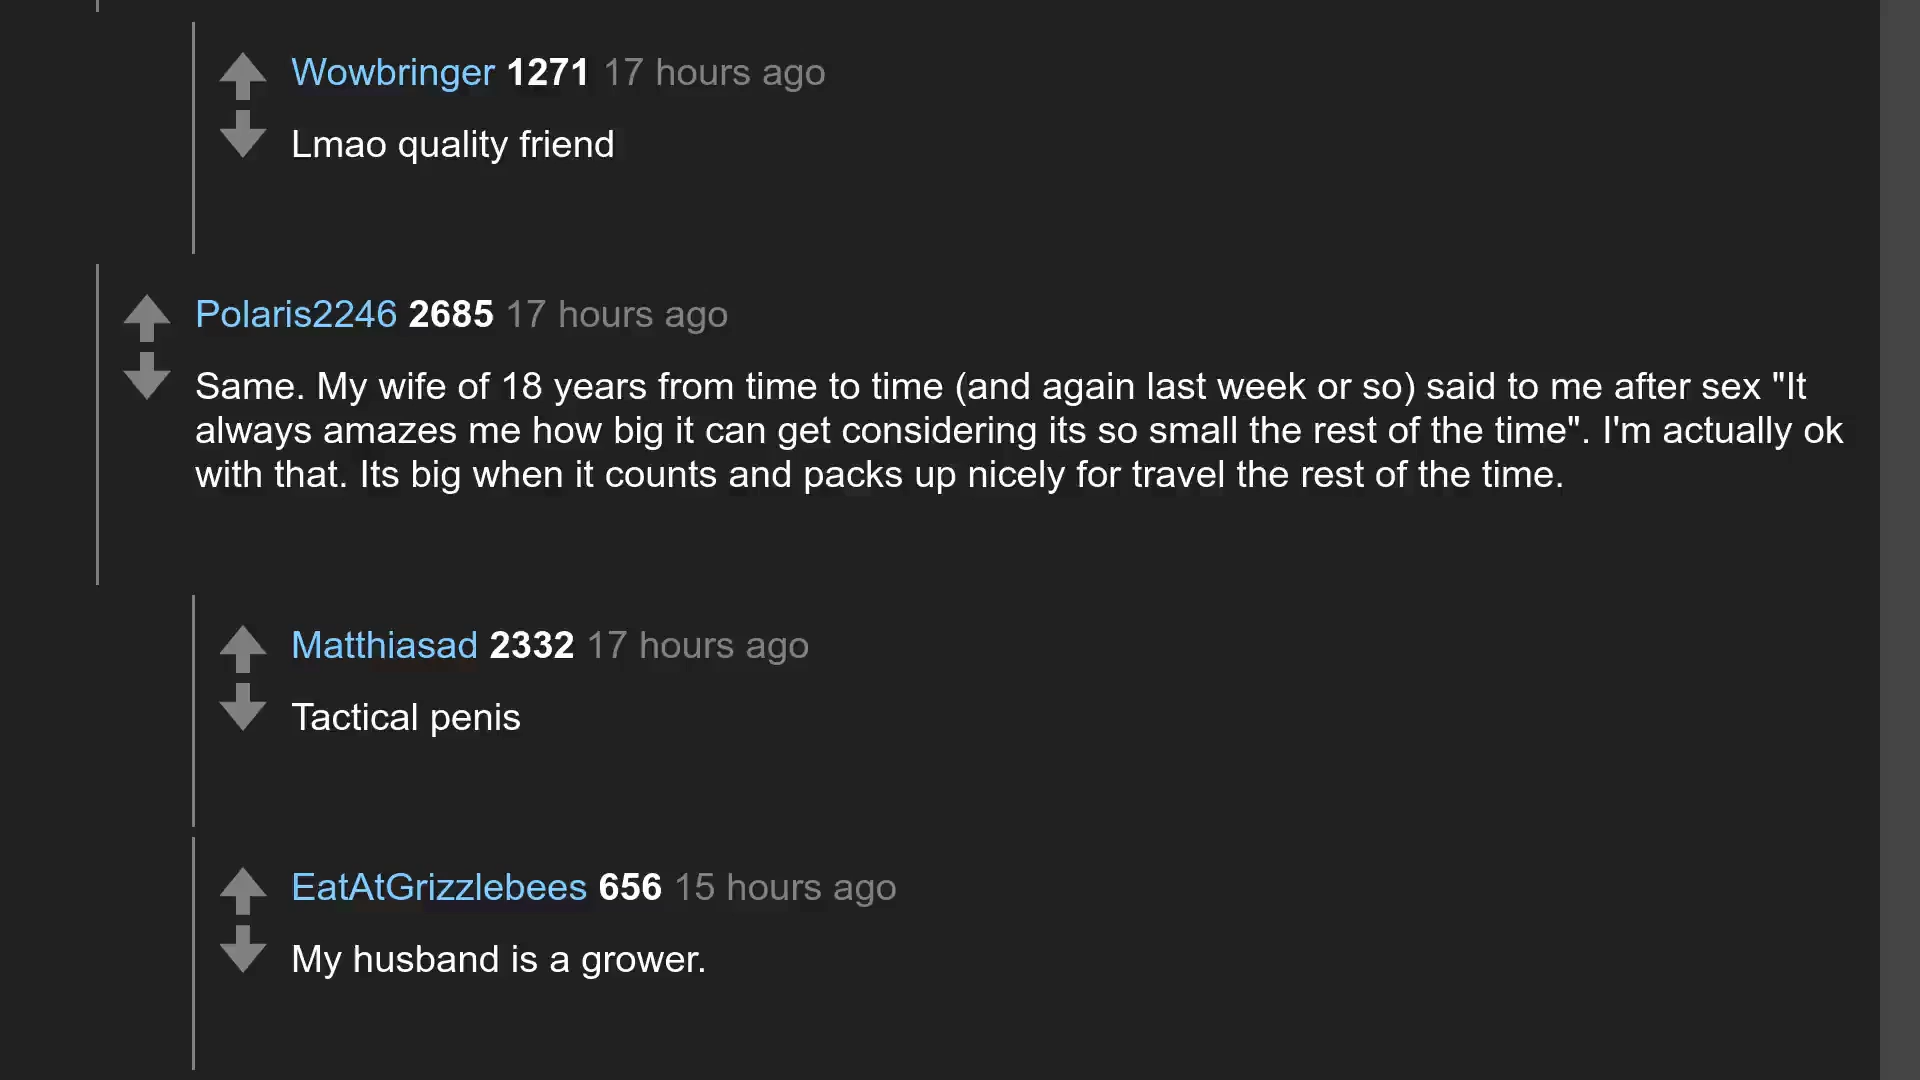 Wowbringer 1271 17 hours ago
Lmao quality friend
Polaris2246 2685 17 hours ago
Same. My wife of 18 years from time to time (and again last week or so) said to me after sex "It
always amazes me how big it can get considering its so small the rest of the time". I'm actually ok
with that. Its big when it counts and packs up nicely for travel the rest of the time.
Matthiasad 2332 17 hours ago
Tactical penis
EatAtGrizzlebees 656 15 hours ago
My husband is a grower.